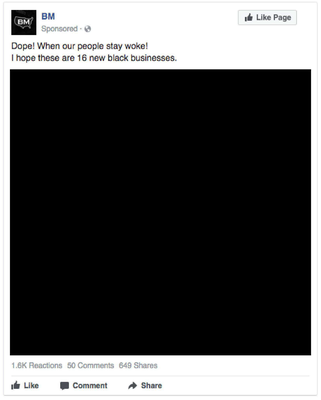 BM
BM
Like Page
Sponsored ·
Dope! When our people stay woke!
I hope these are 16 new black businesses.
1.6K Reactions 50 Comments 649 Shares
Like Comment Share